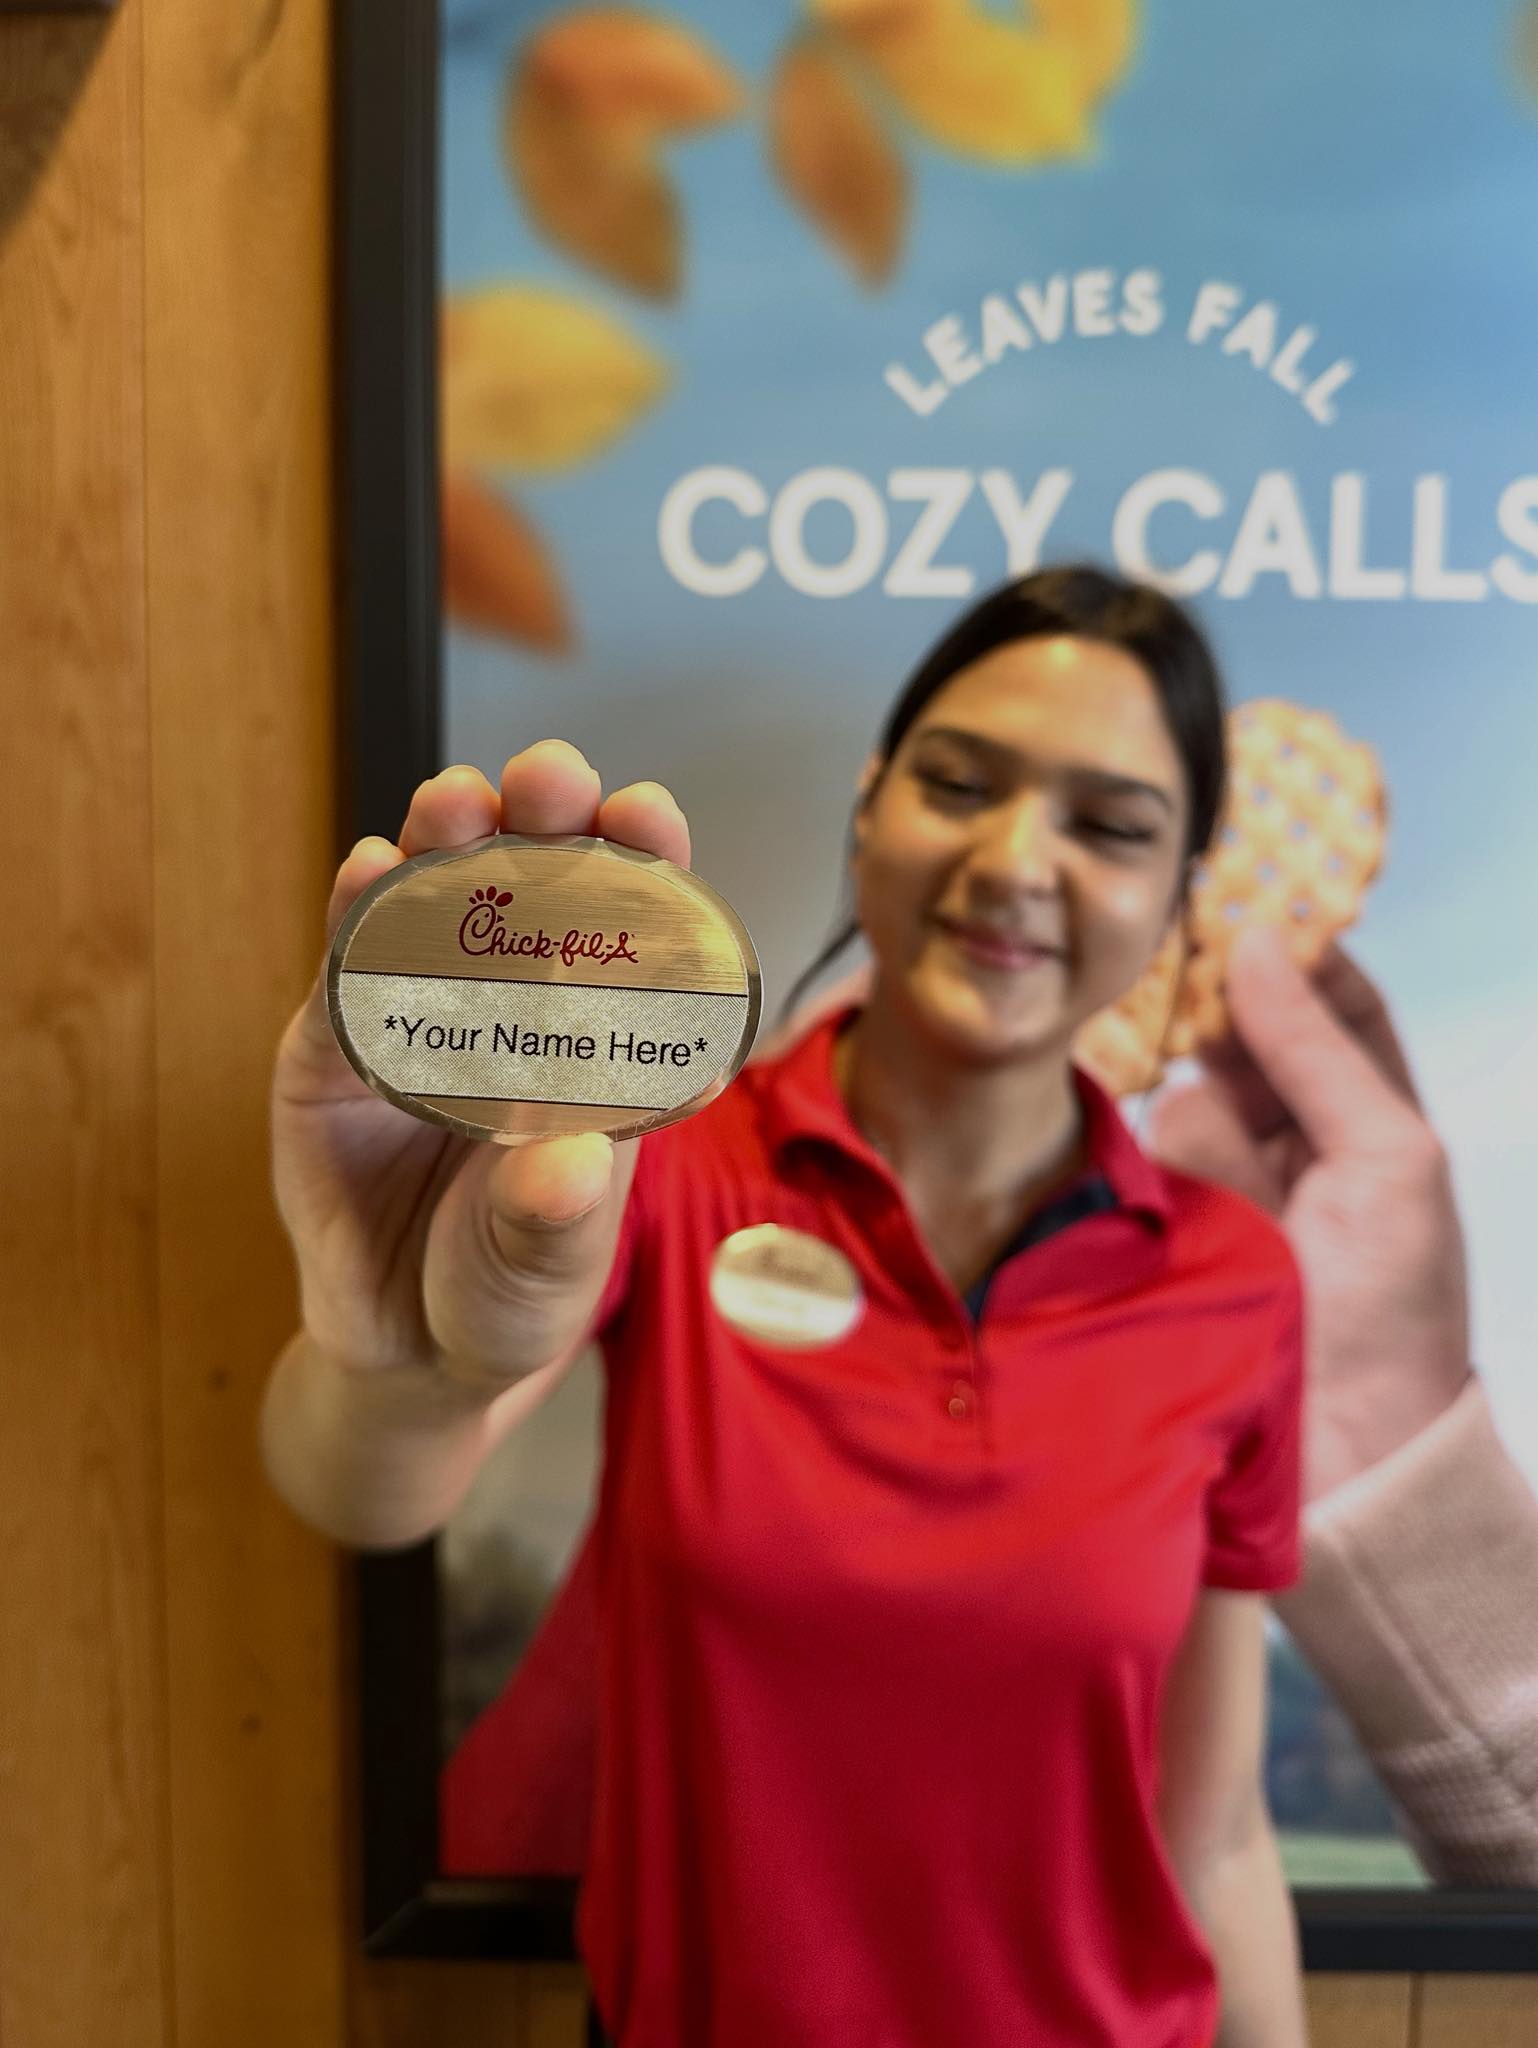 LEAVES FALL
COZY CALLS
Chick-fil-A
*Your Name Here*